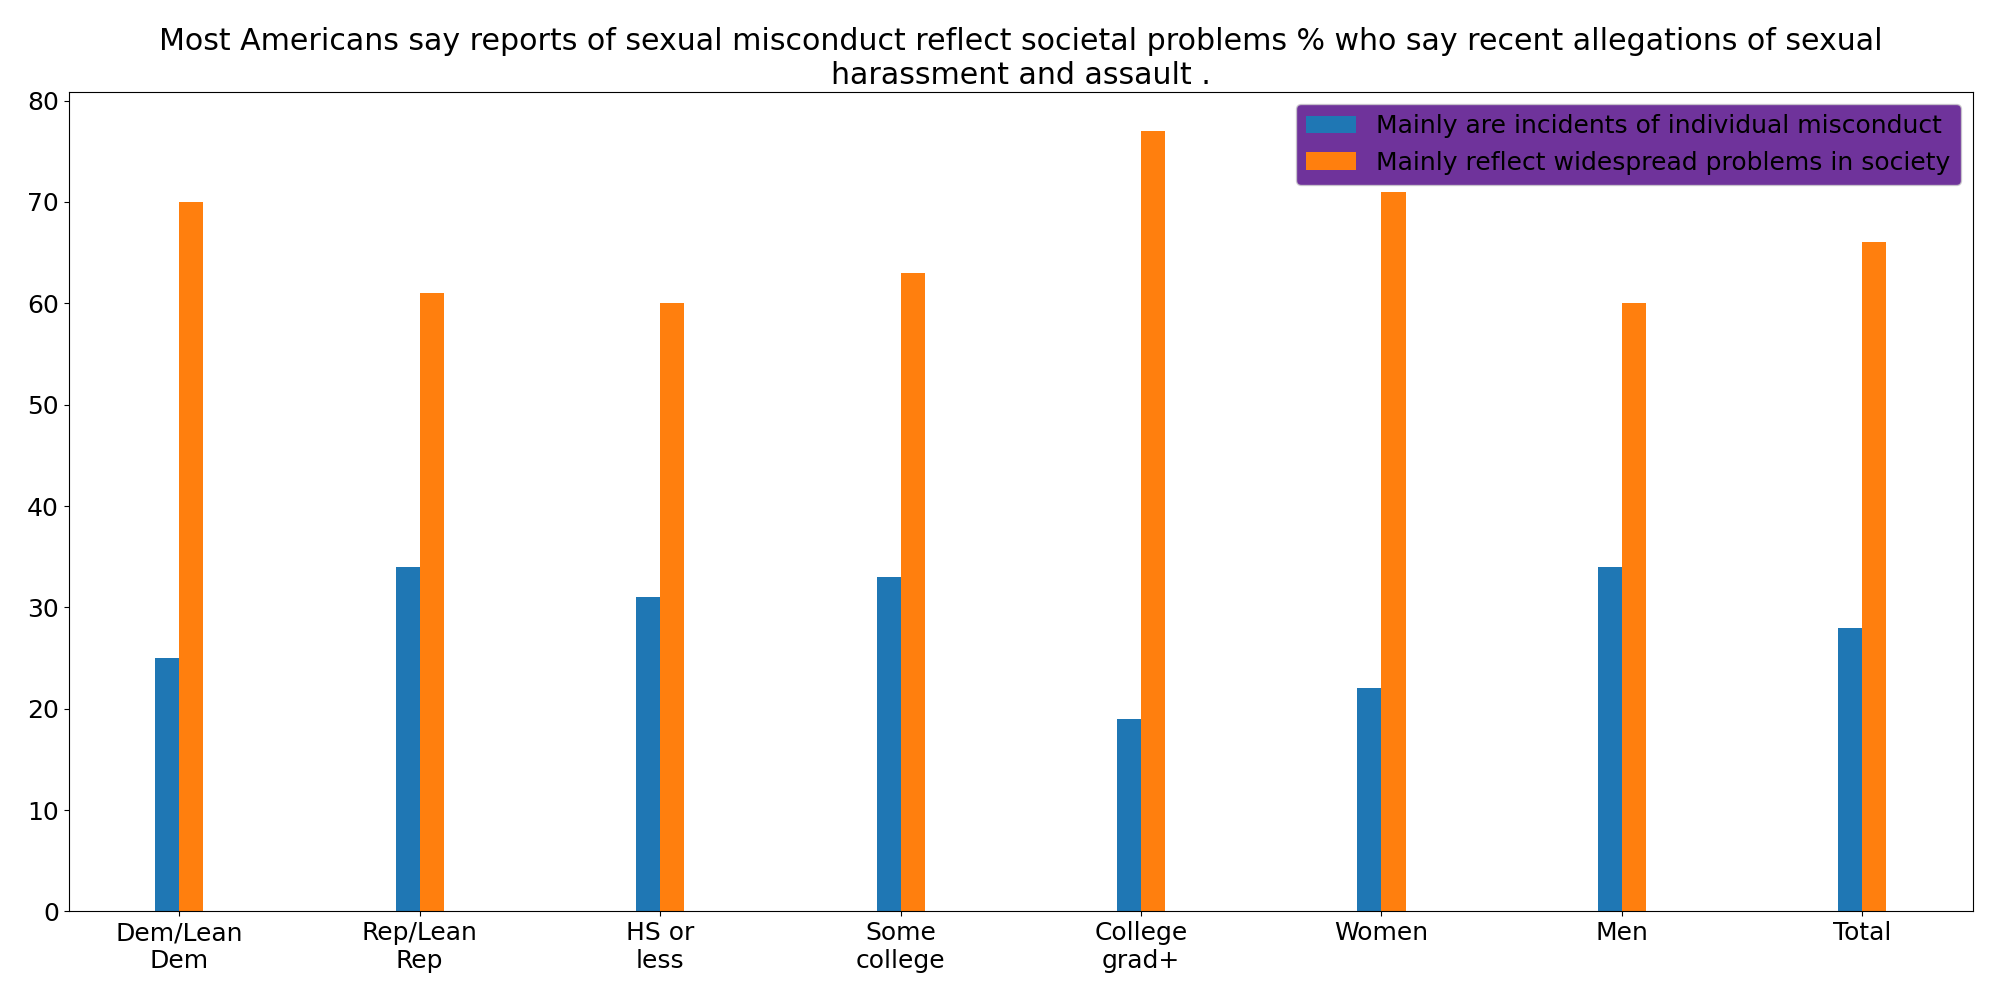 Most Americans say reports of sexual misconduct reflect societal problems % who say recent allegations of sexual
harassment and assault .
Mainly are incidents of individual misconduct
Mainly reflect widespread problems in society
80
70
60
50
40
30
20
10
0
Dem/Lean
Dem
Rep/Lean
Rep
HS or
less
Some
college
College
grad+
Women
Men
Total